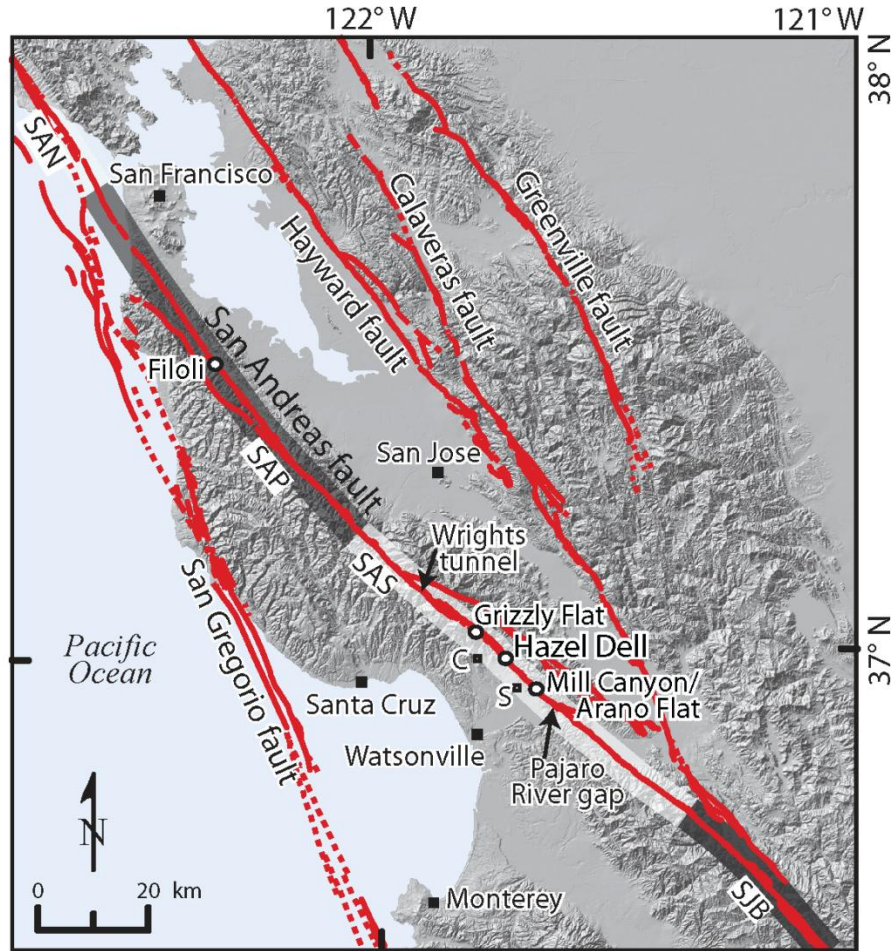 122° W
121° W
38° N
SAN
San Francisco
Hayward fault
Calaveras fault
Greenville fault
Filoli
San Andreas fault
SAP
San Jose
Wrights
tunnel
SAS
San Gregorio fault
Grizzly Flat
37° N
Pacific
Ocean
C
Hazel Dell
Santa Cruz
S
Mill Canyon/
Arano Flat
Watsonville
Pajaro
River gap
N
0 20 km
Monterey
SJB